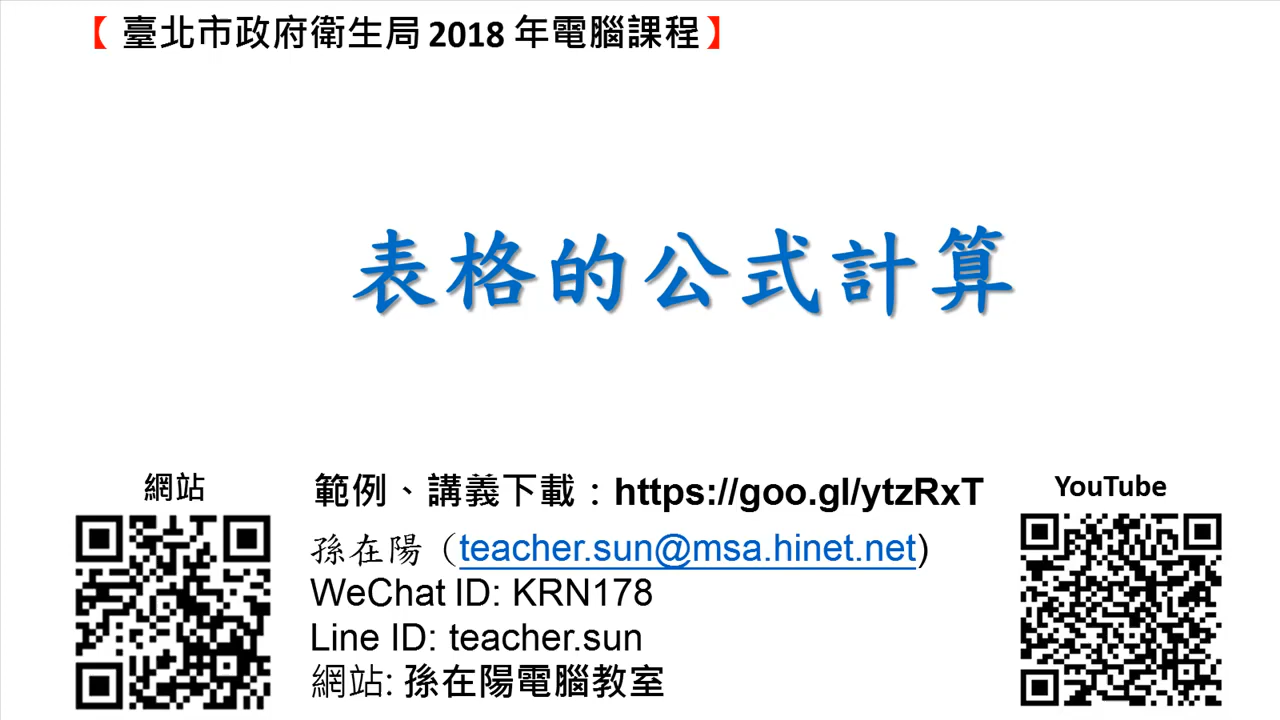 【 臺北市政府衛生局 2018 年電腦課程】
表格的公式計算
網站
範例、講義下載：https://goo.gl/ytzRxT
YouTube
孫在陽（teacher.sun@msa.hinet.net)
WeChat ID: KRN178
Line ID: teacher.sun
網站: 孫在陽電腦教室